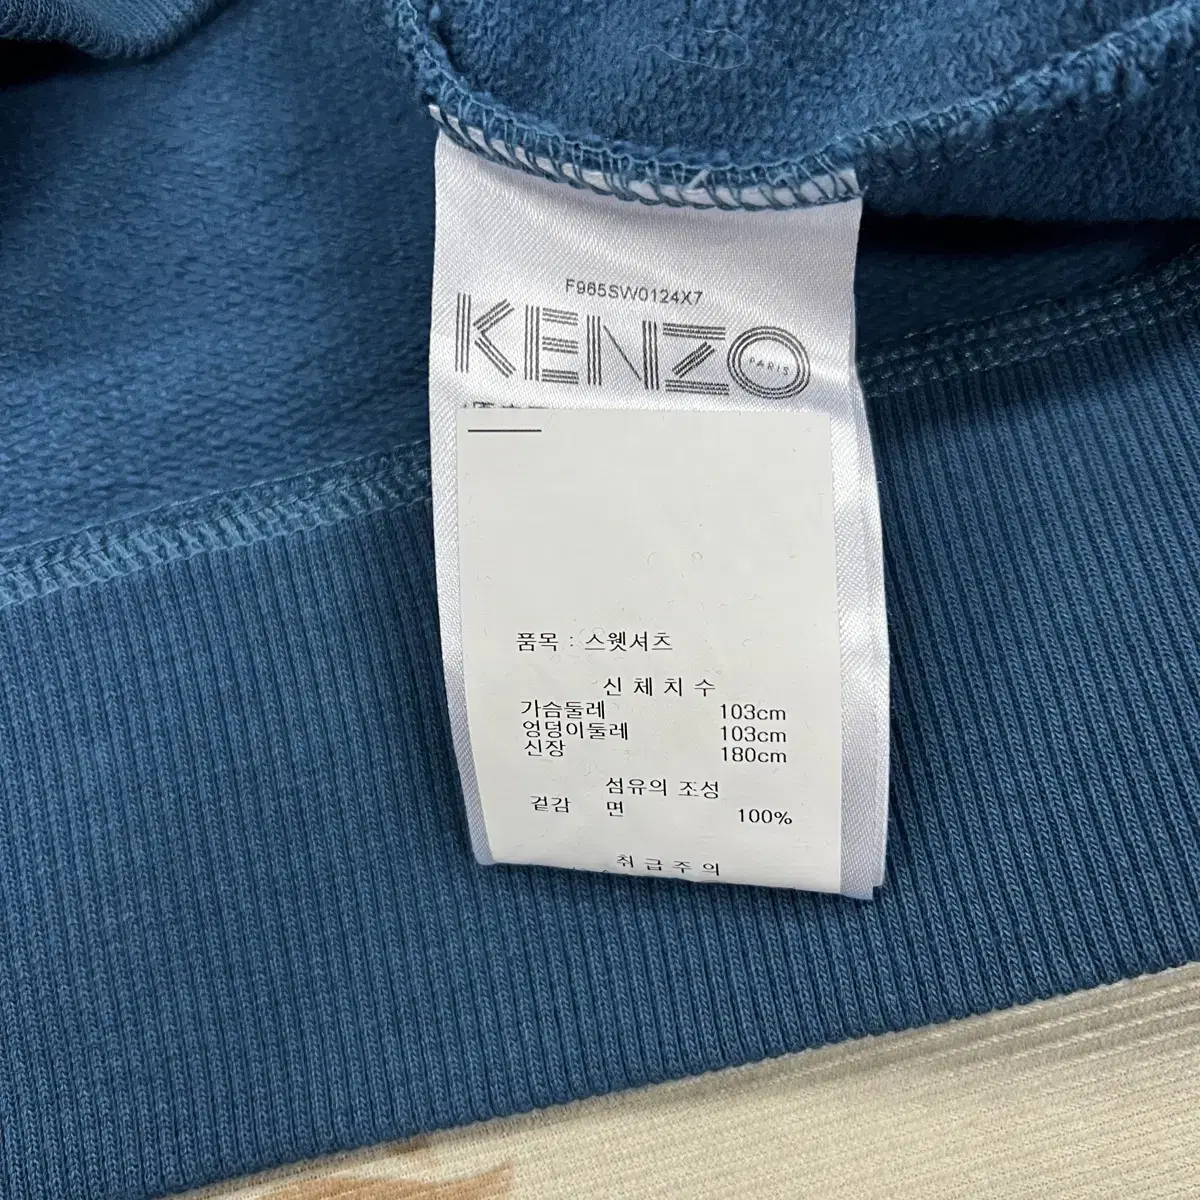 F965SW0124X7
KENZO
PARIS
품목 : 스웻셔츠
신 체 치 수
가슴둘레 103cm
엉덩이둘레 103cm
신장 180cm
섬유의 조성
겉감 면 100%
취 급 주 의